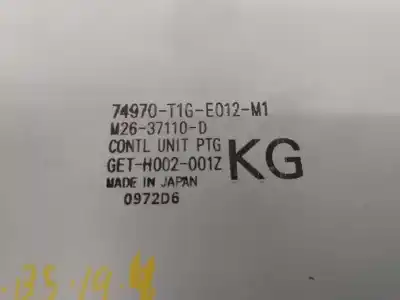 74970-T1G-E012-M1
M26-37110-D
CONTL UNIT PTG
GET-H002-001Z
KG
MADE IN JAPAN
0972D6